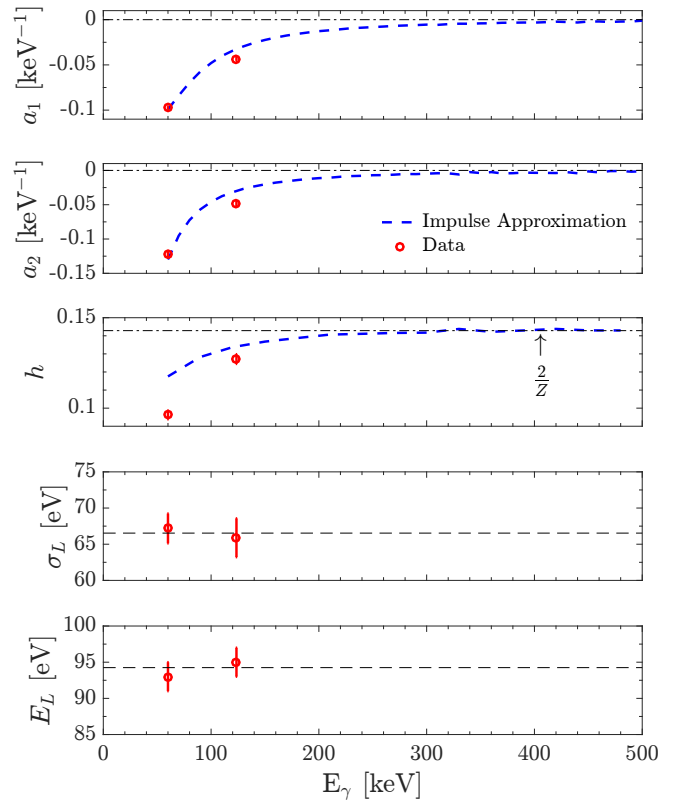 0
-0.05
-0.1
a₁ [keV⁻¹]
0
-0.05
-0.1
-0.15
a₂ [keV⁻¹]
Impulse Approximation
Data
0.15
0.1
h
2/Z
75
70
65
60
σ_L [eV]
100
95
90
85
E_L [eV]
0 100 200 300 400 500
E_γ [keV]